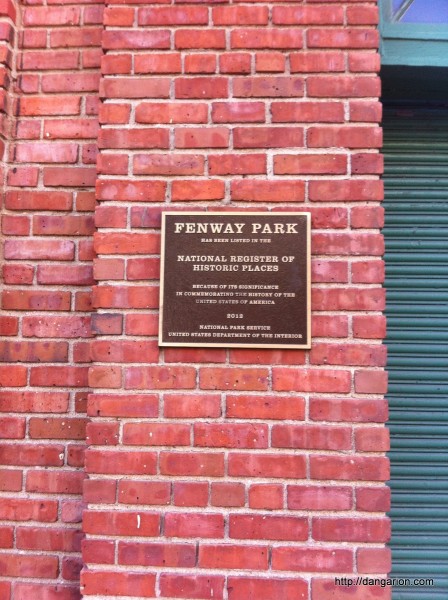 FENWAY PARK
HAS BEEN LISTED IN THE
NATIONAL REGISTER OF
HISTORIC PLACES
BECAUSE OF ITS SIGNIFICANCE
IN COMMEMORATING THE HISTORY OF THE
UNITED STATES OF AMERICA
2012
NATIONAL PARK SERVICE
UNITED STATES DEPARTMENT OF THE INTERIOR
http://dangarion.com